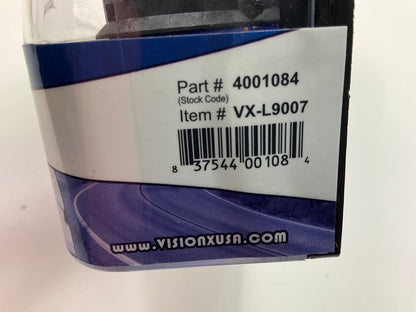 Part # 4001084
(Stock Code)
Item # VX-L9007
8 37544 00108 4
www.VISIONXUSA.com